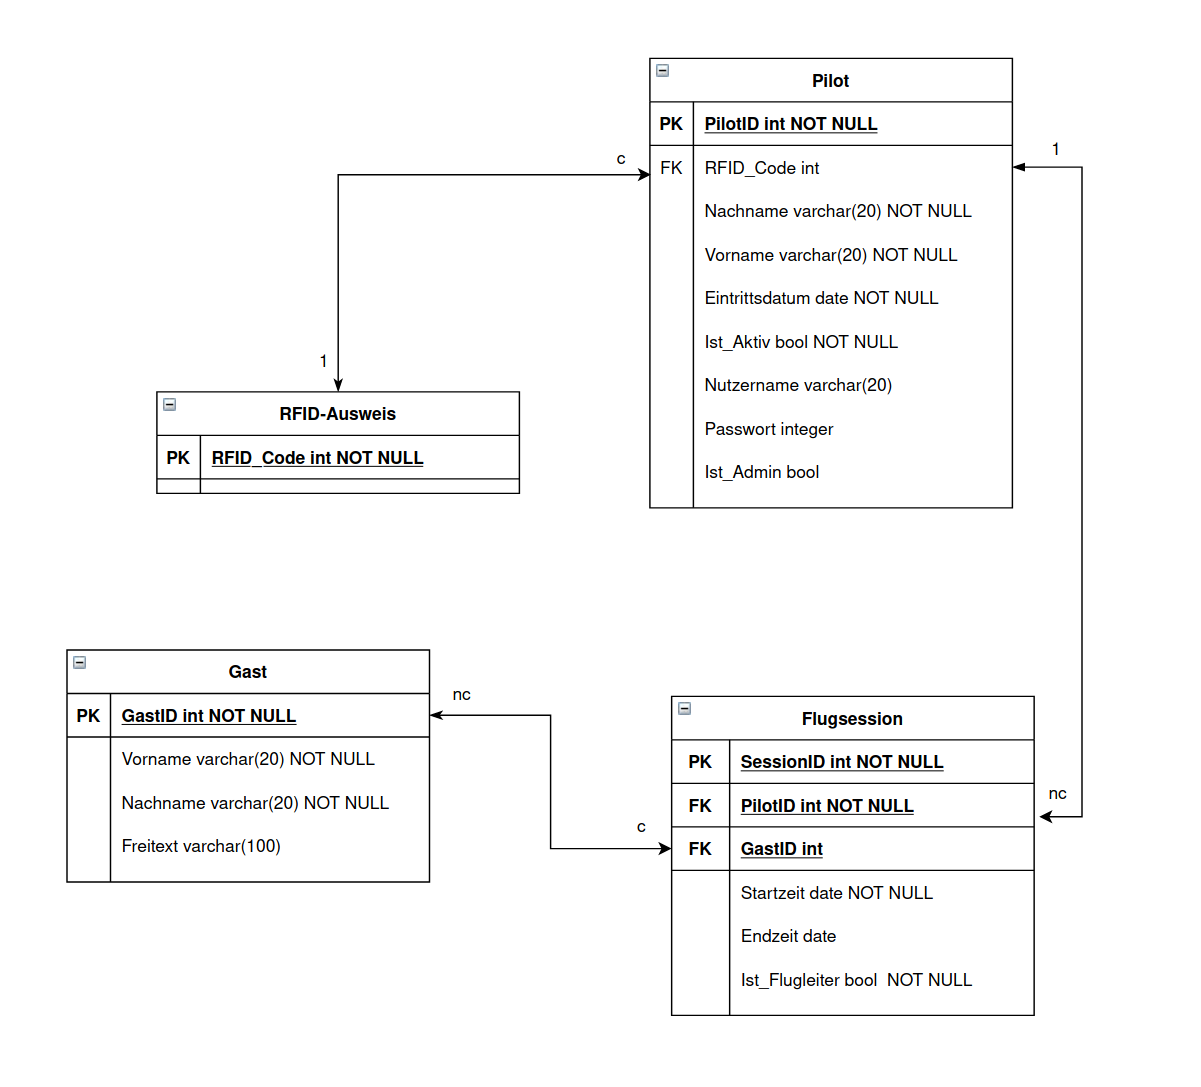 Pilot
PK PilotID int NOT NULL
FK RFID_Code int
Nachname varchar(20) NOT NULL
Vorname varchar(20) NOT NULL
Eintrittsdatum date NOT NULL
Ist_Aktiv bool NOT NULL
Nutzername varchar(20)
Passwort integer
Ist_Admin bool
c
1
1
RFID-Ausweis
PK RFID_Code int NOT NULL
Gast
PK GastID int NOT NULL
Vorname varchar(20) NOT NULL
Nachname varchar(20) NOT NULL
Freitext varchar(100)
nc
c
nc
Flugsession
PK SessionID int NOT NULL
FK PilotID int NOT NULL
FK GastID int
Startzeit date NOT NULL
Endzeit date
Ist_Flugleiter bool  NOT NULL